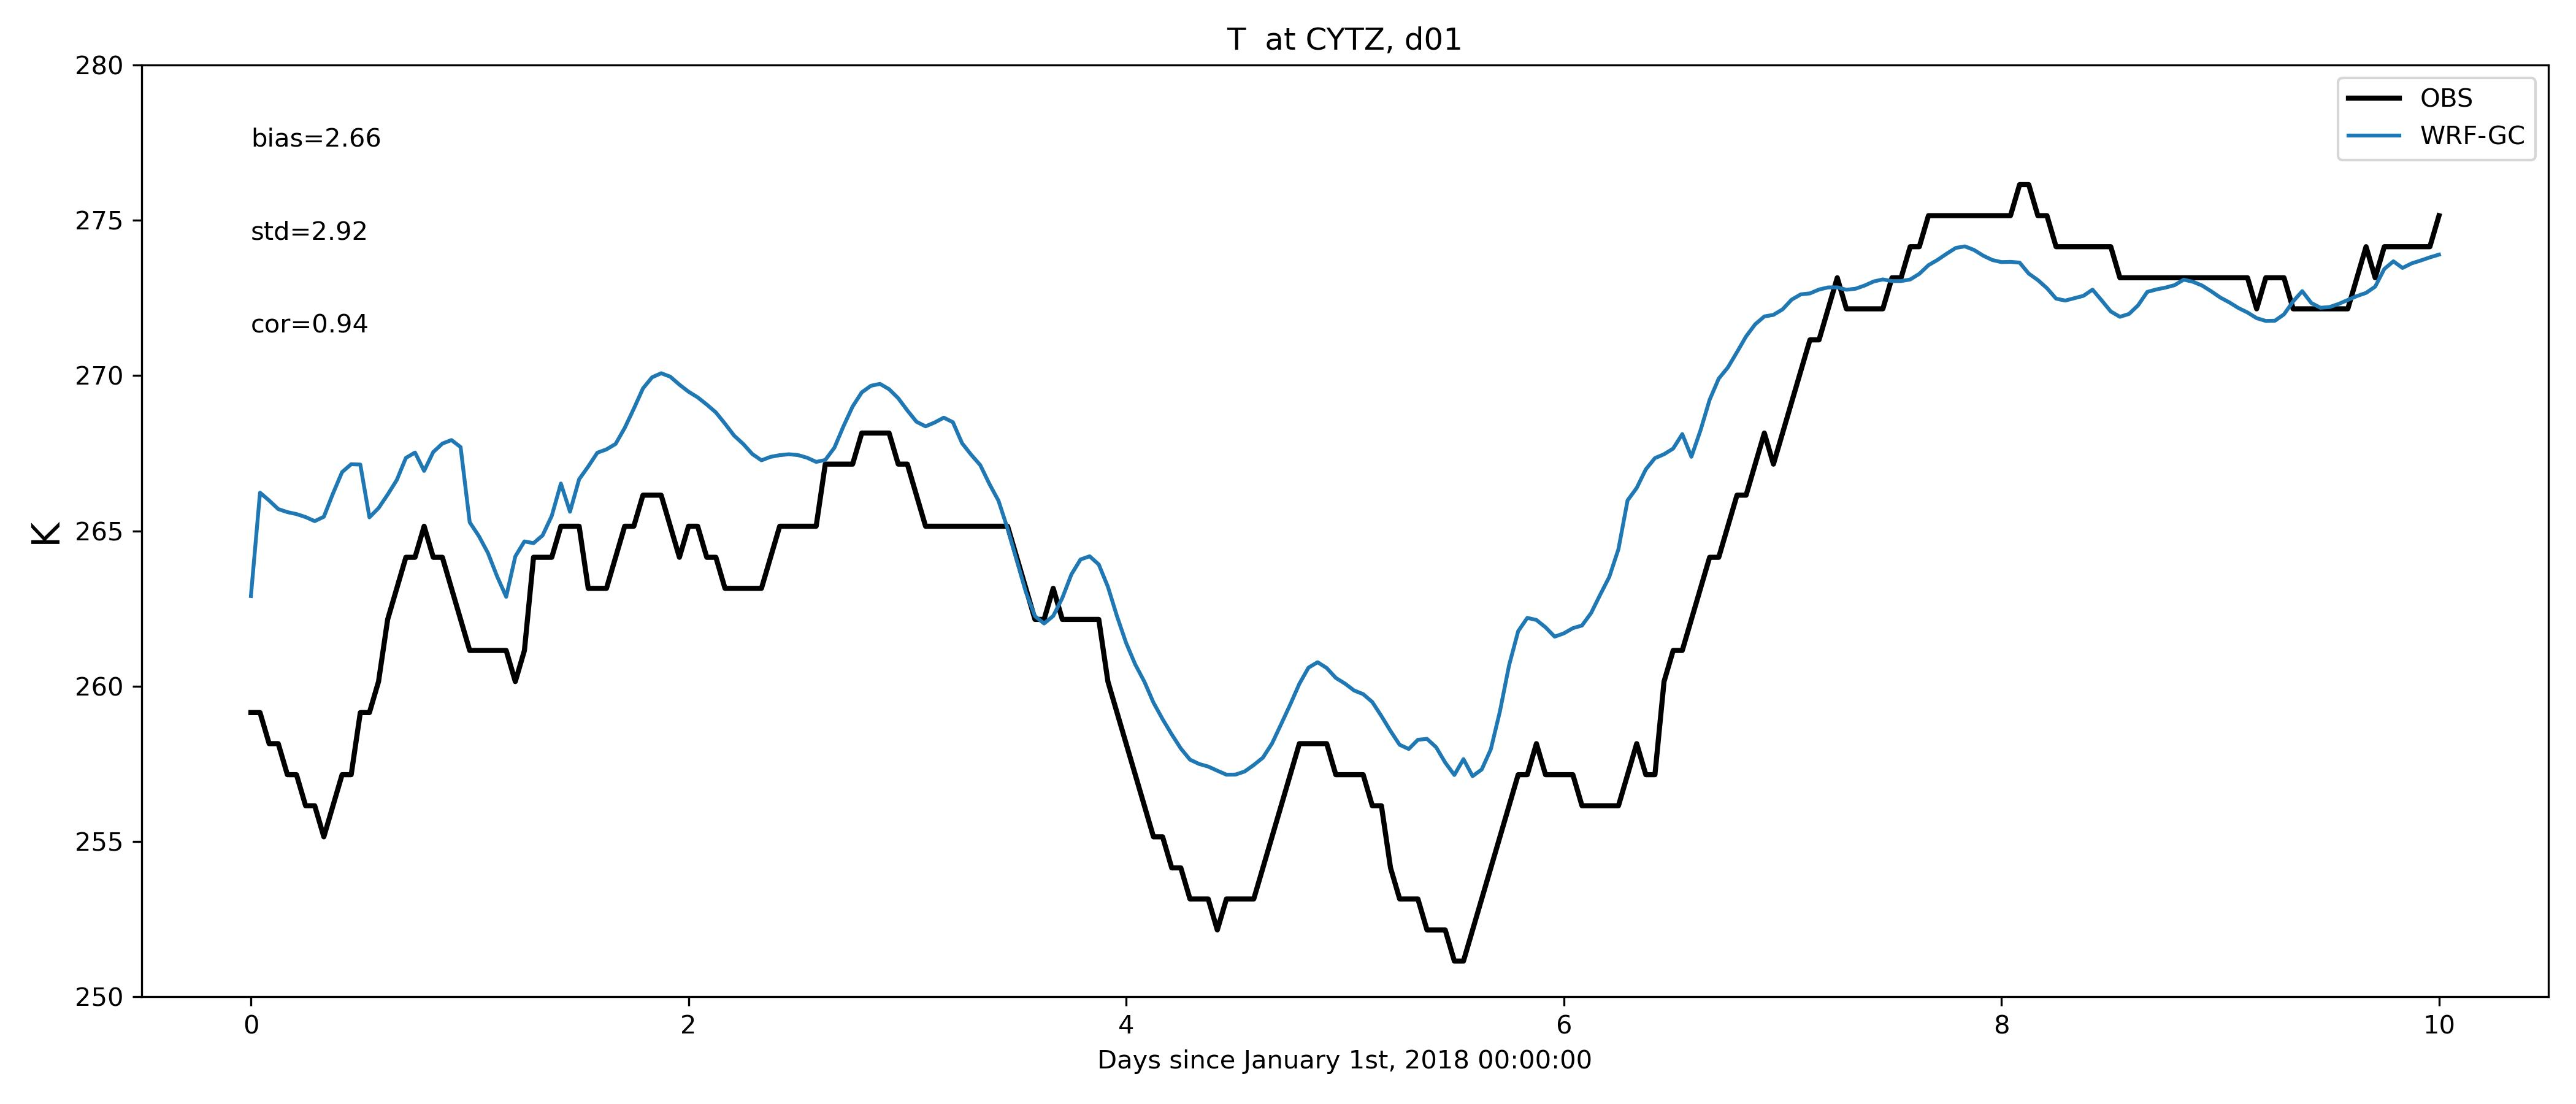 T  at CYTZ, d01
280
OBS
WRF-GC
bias=2.66
275
std=2.92
cor=0.94
270
K
265
260
255
250
0 2 4 6 8 10
Days since January 1st, 2018 00:00:00